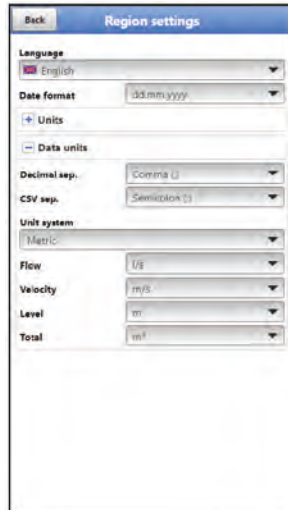 Back
Region settings
Language
English
Date format
dd.mm.yyyy
+ Units
− Data units
Decimal sep.
Comma (,)
CSV sep.
Semicolon (;)
Unit system
Metric
Flow
l/s
Velocity
m/s
Level
m
Total
m³